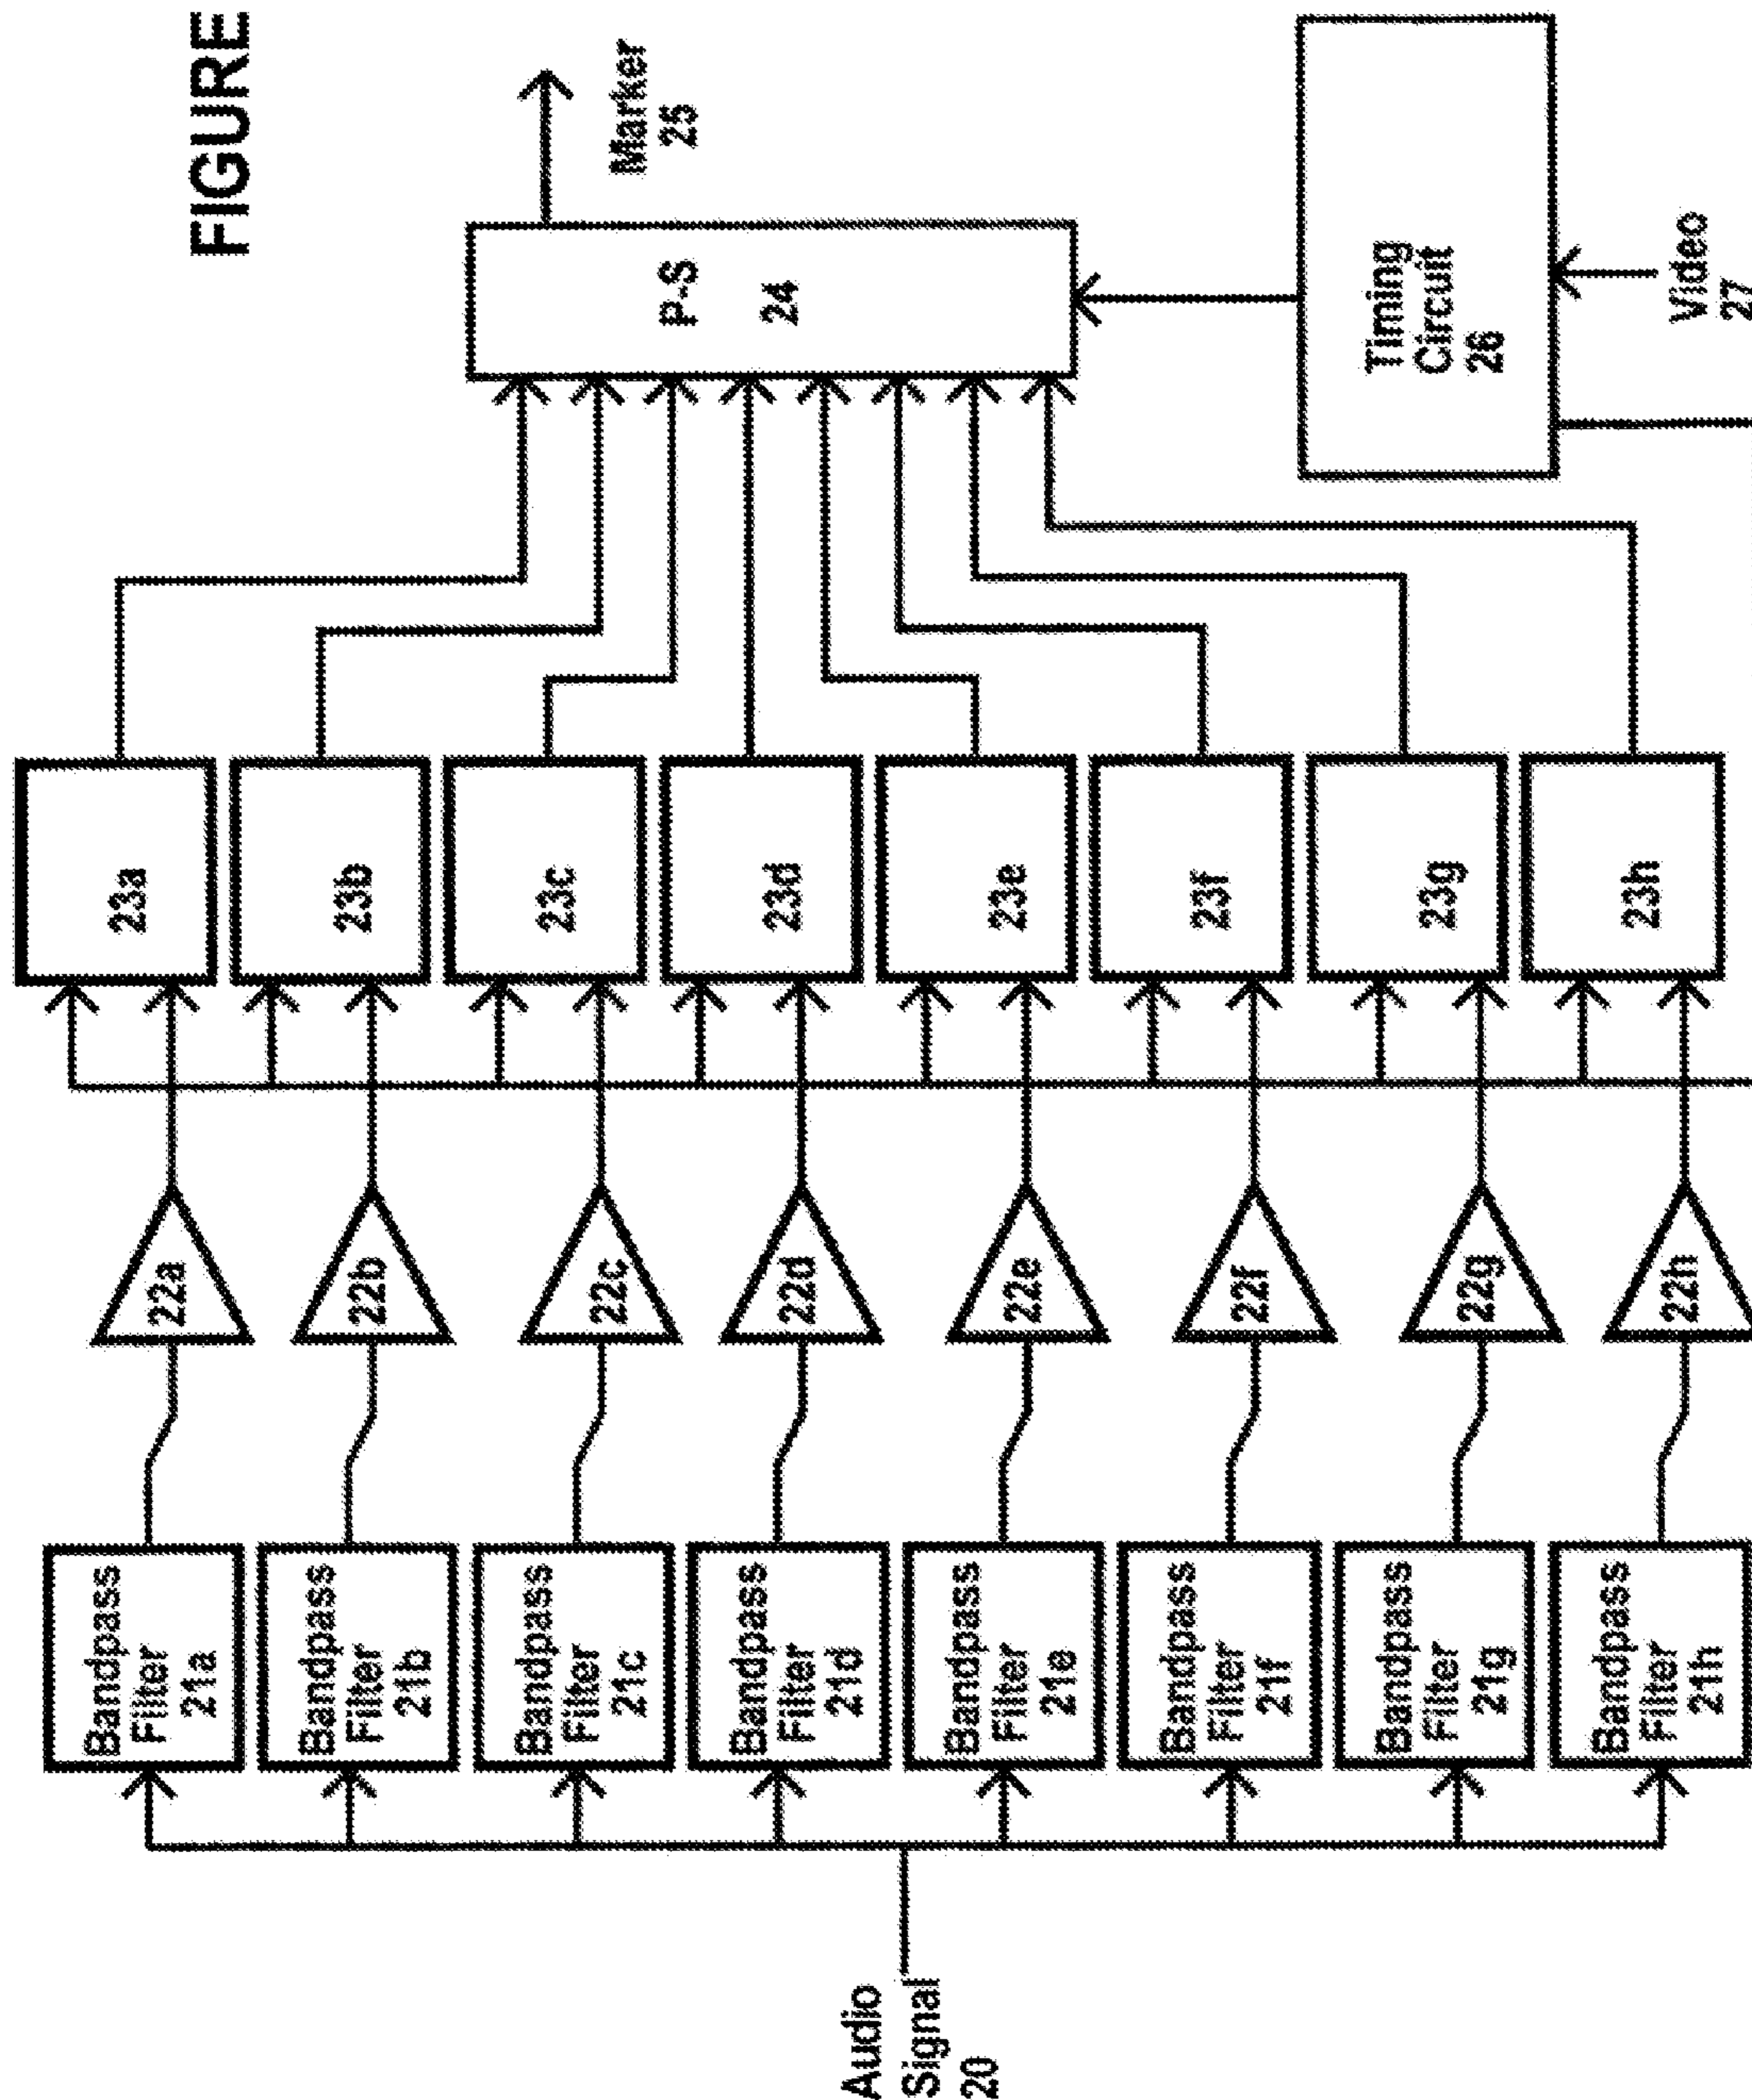 FIGURE
Audio
Signal
20
Bandpass
Filter
21a
Bandpass
Filter
21b
Bandpass
Filter
21c
Bandpass
Filter
21d
Bandpass
Filter
21e
Bandpass
Filter
21f
Bandpass
Filter
21g
Bandpass
Filter
21h
22a
22b
22c
22d
22e
22f
22g
22h
23a
23b
23c
23d
23e
23f
23g
23h
P-S
24
Marker
25
Timing
Circuit
26
Video
27